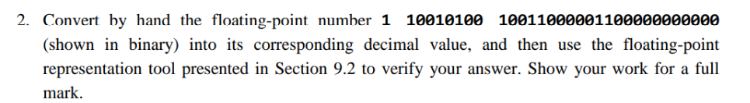 2. Convert by hand the floating-point number 1 10010100 10011000001100000000000
(shown in binary) into its corresponding decimal value, and then use the floating-point
representation tool presented in Section 9.2 to verify your answer. Show your work for a full
mark.